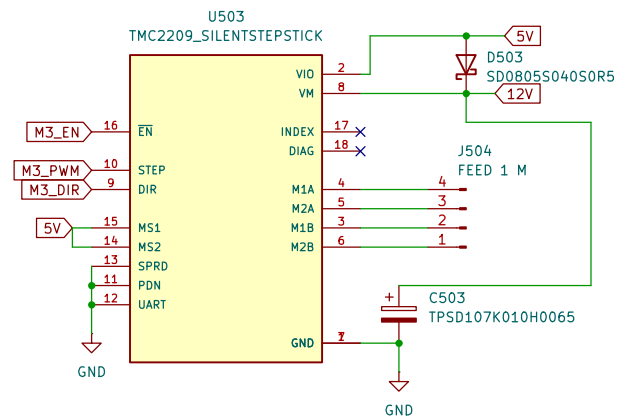 U503
TMC2209_SILENTSTEPSTICK
VIO 2
VM 8
5V
D503
SD0805S040S0R5
12V
M3_EN 16 EN
INDEX 17
DIAG 18
M3_PWM 10 STEP
M3_DIR 9 DIR
J504
FEED 1 M
M1A 4 4
M2A 5 3
M1B 3 2
M2B 6 1
5V 15 MS1
14 MS2
13 SPRD
11 PDN
12 UART
GND
C503
TPSD107K010H0065
+
GND
GND